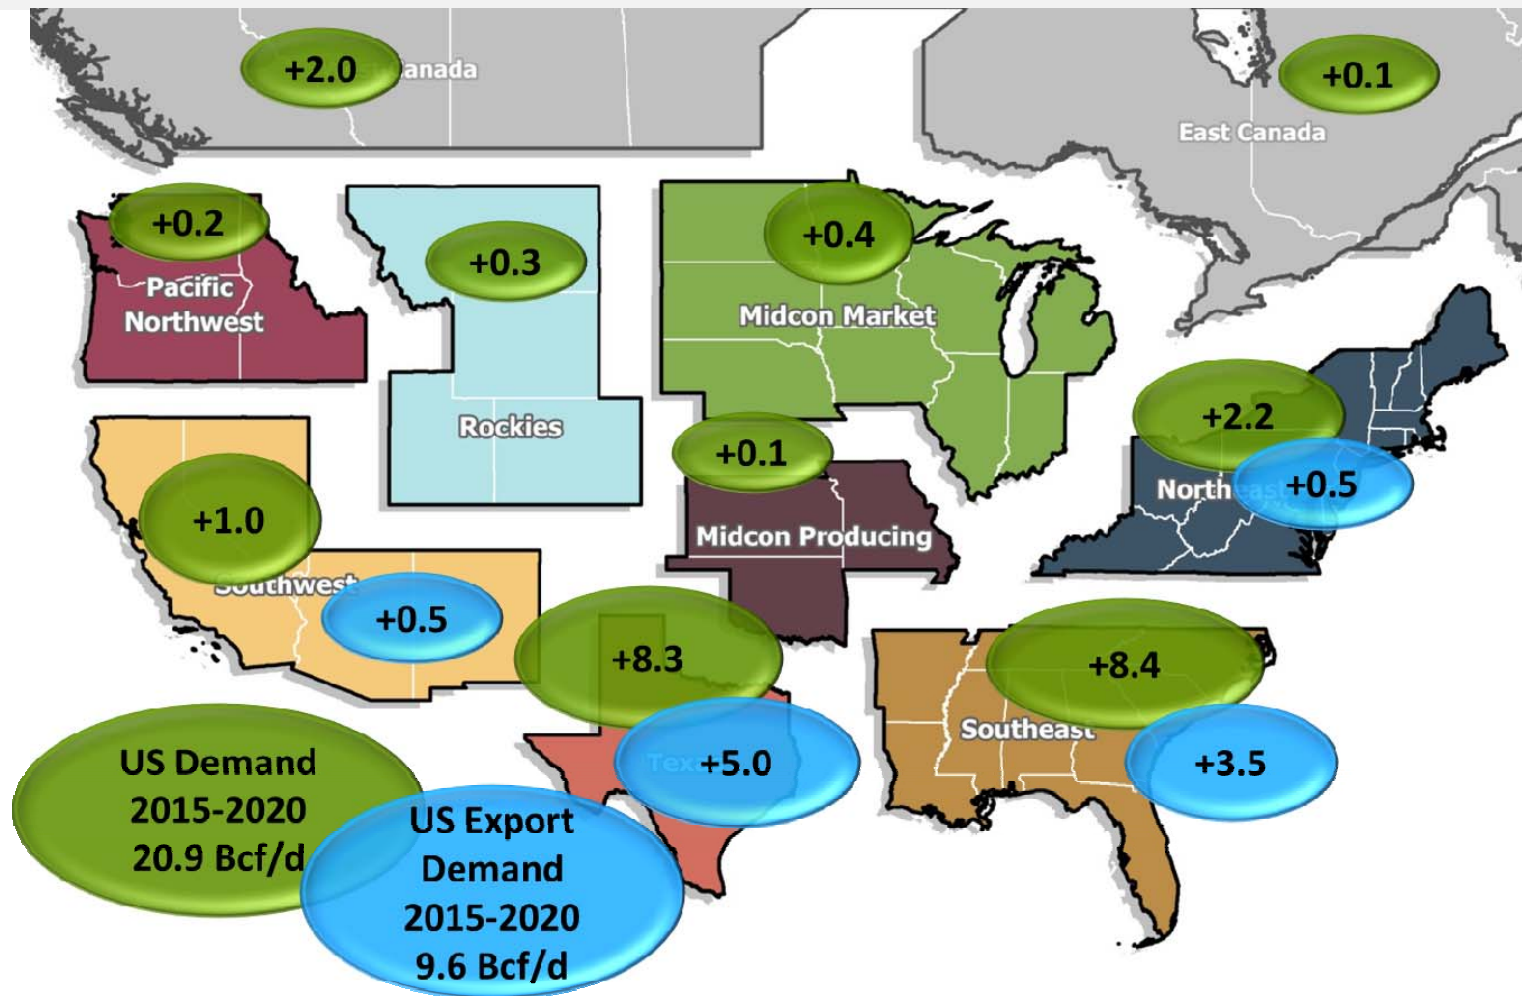 +2.0
anada
+0.1
East Canada
+0.2
Pacific
Northwest
+0.3
Rockies
+0.4
Midcon Market
+0.1
Midcon Producing
+2.2
+0.5
Northeast
+1.0
Southwest
+0.5
+8.3
+5.0
+8.4
Southeast
+3.5
US Demand
2015-2020
20.9 Bcf/d
US Export
Demand
2015-2020
9.6 Bcf/d